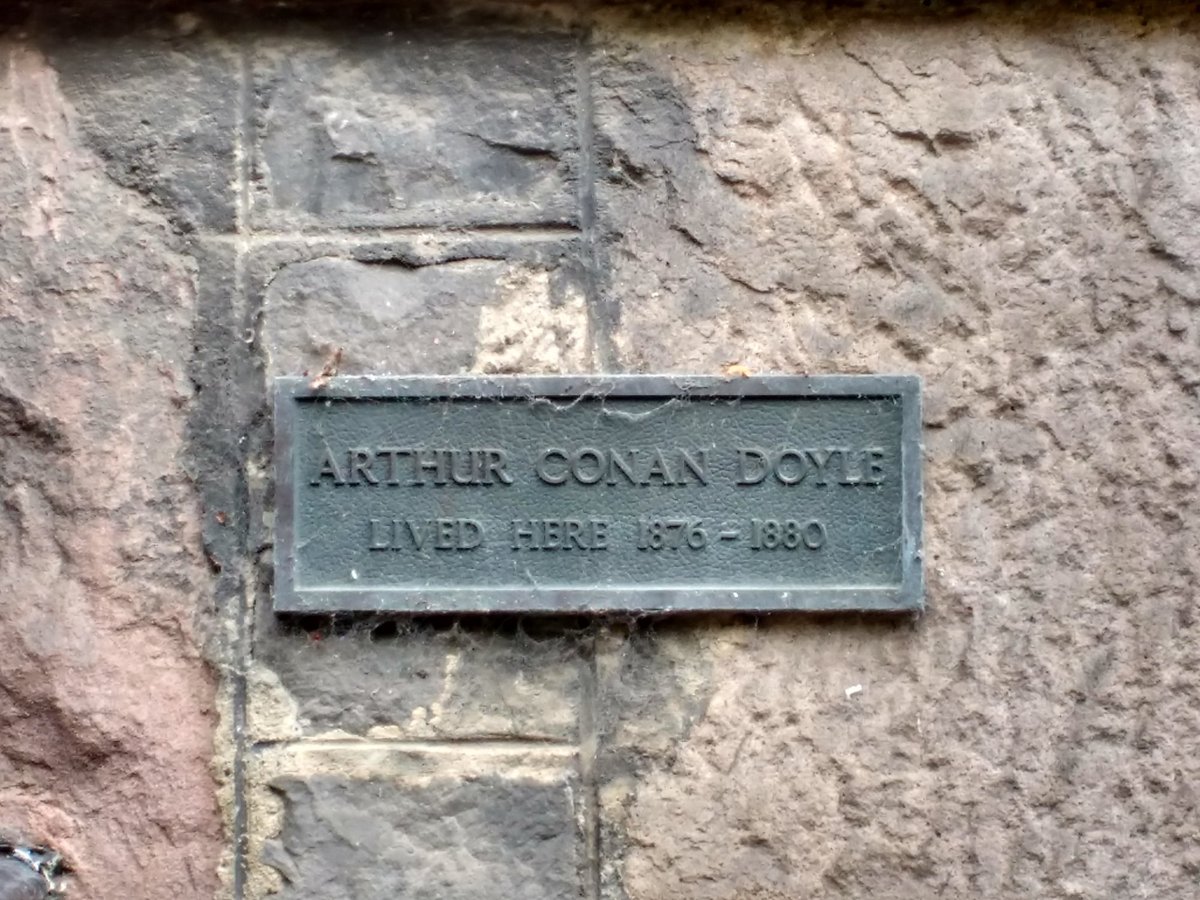 ARTHUR CONAN DOYLE
LIVED HERE 1876 - 1880